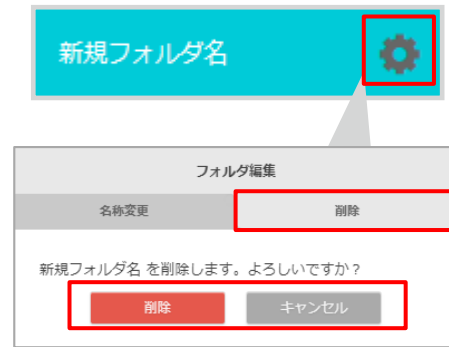 新規フォルダ名
フォルダ編集
名称変更 削除
新規フォルダ名 を削除します。よろしいですか？
削除 キャンセル